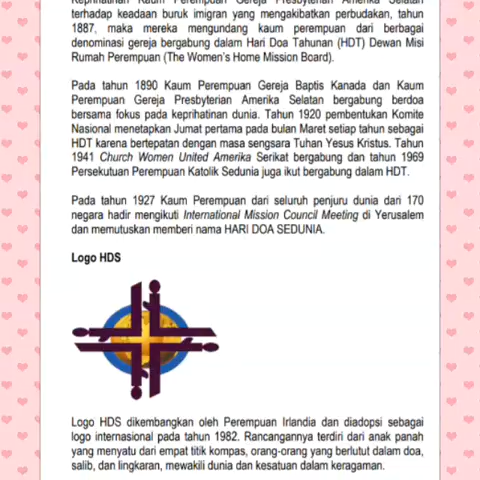 Keprihatinan Kaum Perempuan Gereja Presbyterian Amerika Selatan
terhadap keadaan buruk imigran yang mengakibatkan perbudakan, tahun
1887, maka mereka mengundang kaum perempuan dari berbagai
denominasi gereja bergabung dalam Hari Doa Tahunan (HDT) Dewan Misi
Rumah Perempuan (The Women's Home Mission Board).
Pada tahun 1890 Kaum Perempuan Gereja Baptis Kanada dan Kaum
Perempuan Gereja Presbyterian Amerika Selatan bergabung berdoa
bersama fokus pada keprihatinan dunia. Tahun 1920 pembentukan Komite
Nasional menetapkan Jumat pertama pada bulan Maret setiap tahun sebagai
HDT karena bertepatan dengan masa sengsara Tuhan Yesus Kristus. Tahun
1941 Church Women United Amerika Serikat bergabung dan tahun 1969
Persekutuan Perempuan Katolik Sedunia juga ikut bergabung dalam HDT.
Pada tahun 1927 Kaum Perempuan dari seluruh penjuru dunia dari 170
negara hadir mengikuti International Mission Council Meeting di Yerusalem
dan memutuskan memberi nama HARI DOA SEDUNIA.
Logo HDS
Logo HDS dikembangkan oleh Perempuan Irlandia dan diadopsi sebagai
logo internasional pada tahun 1982. Rancangannya terdiri dari anak panah
yang menyatu dari empat titik kompas, orang-orang yang berlutut dalam doa,
salib, dan lingkaran, mewakili dunia dan kesatuan dalam keragaman.